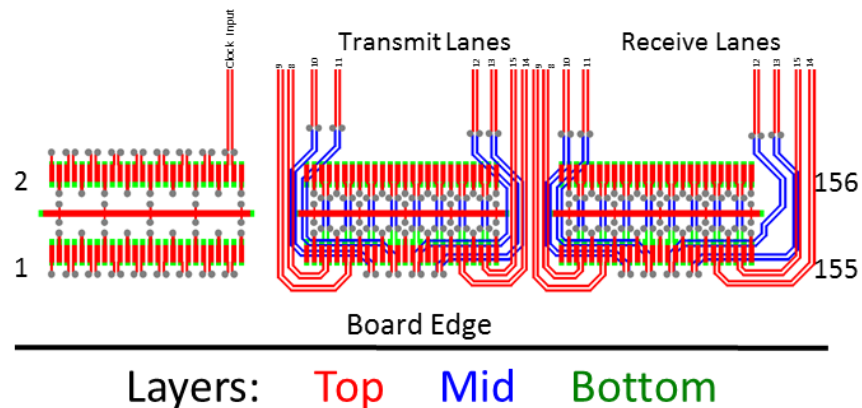 Clock Input
Transmit Lanes
Receive Lanes
9 8 10 11 12 13 15 14
9 8 10 11 12 13 15 14
2
156
1
155
Board Edge
Layers: Top Mid Bottom